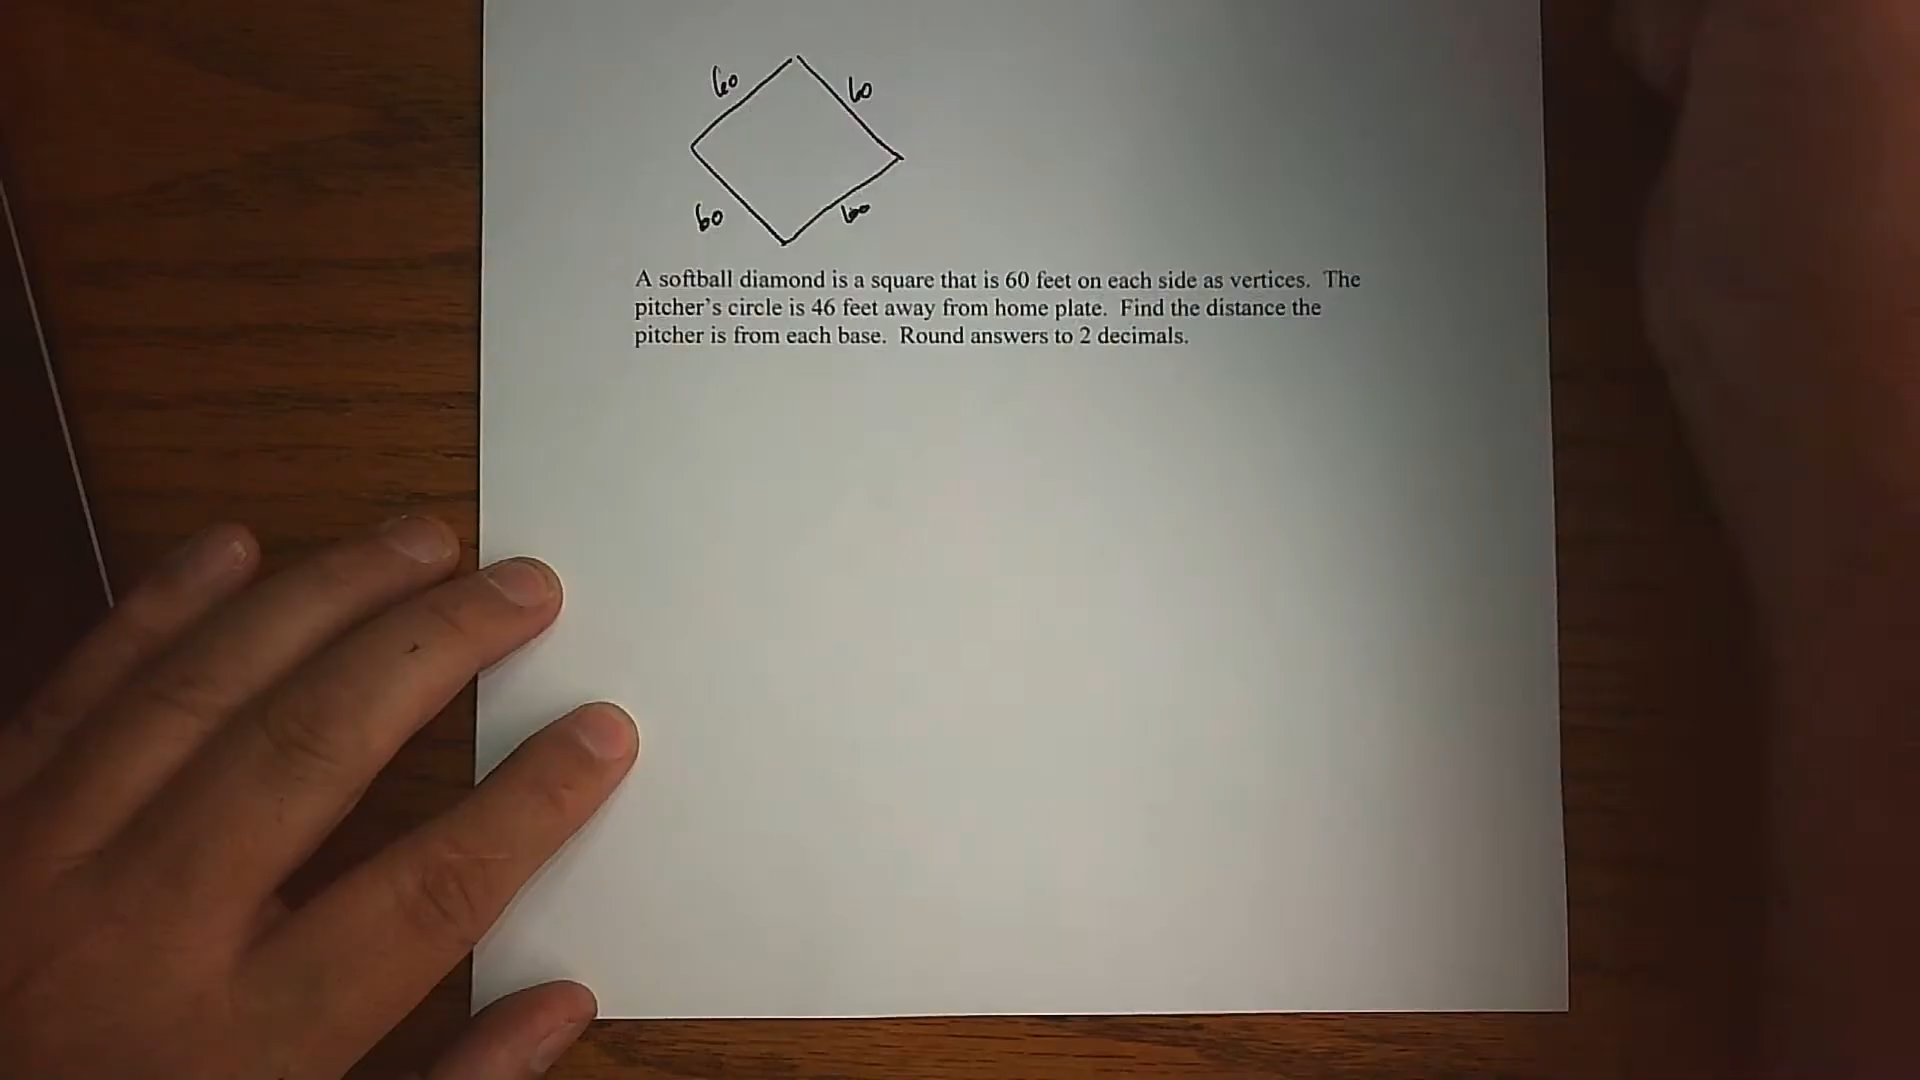 60 60
60 60
A softball diamond is a square that is 60 feet on each side as vertices. The
pitcher's circle is 46 feet away from home plate. Find the distance the
pitcher is from each base. Round answers to 2 decimals.